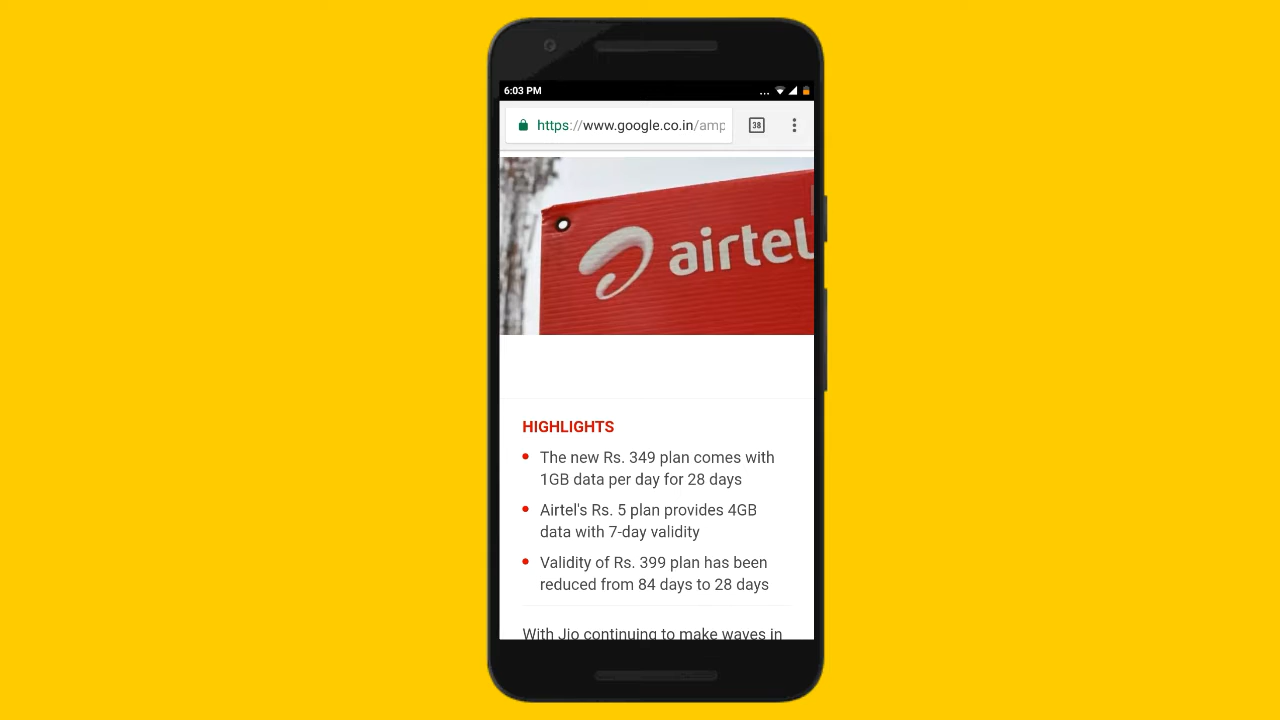 6:03 PM
https://www.google.co.in/amp
38
airtel
HIGHLIGHTS
The new Rs. 349 plan comes with
1GB data per day for 28 days
Airtel's Rs. 5 plan provides 4GB
data with 7-day validity
Validity of Rs. 399 plan has been
reduced from 84 days to 28 days
With Jio continuing to make waves in